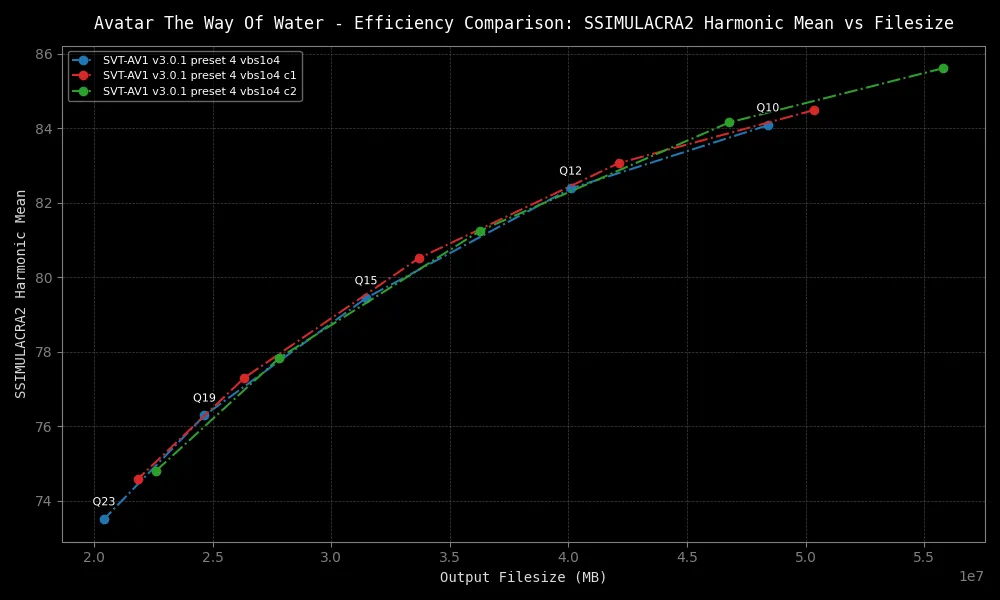 Avatar The Way Of Water - Efficiency Comparison: SSIMULACRA2 Harmonic Mean vs Filesize
SVT-AV1 v3.0.1 preset 4 vbs1o4
SVT-AV1 v3.0.1 preset 4 vbs1o4 c1
SVT-AV1 v3.0.1 preset 4 vbs1o4 c2
SSIMULACRA2 Harmonic Mean
86
84
82
80
78
76
74
Q10
Q12
Q15
Q19
Q23
2.0 2.5 3.0 3.5 4.0 4.5 5.0 5.5
1e7
Output Filesize (MB)